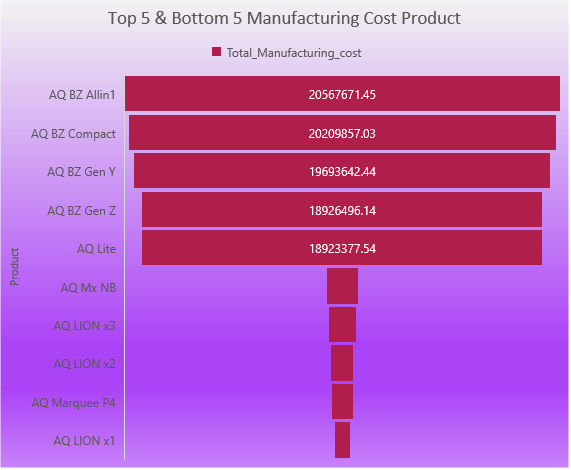 Top 5 & Bottom 5 Manufacturing Cost Product
Total_Manufacturing_cost
Product
AQ BZ Allin1 20567671.45
AQ BZ Compact 20209857.03
AQ BZ Gen Y 19693642.44
AQ BZ Gen Z 18926496.14
AQ Lite 18923377.54
AQ Mx NB
AQ LION x3
AQ LION x2
AQ Marquee P4
AQ LION x1